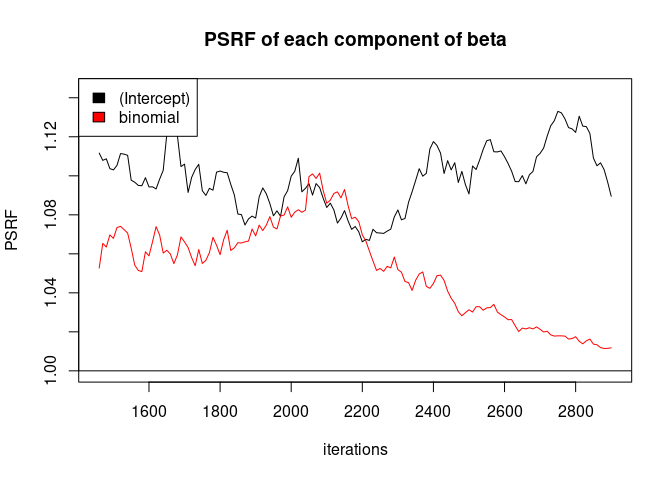 PSRF of each component of beta
(Intercept)
binomial
PSRF
1.12
1.08
1.04
1.00
1600 1800 2000 2200 2400 2600 2800
iterations